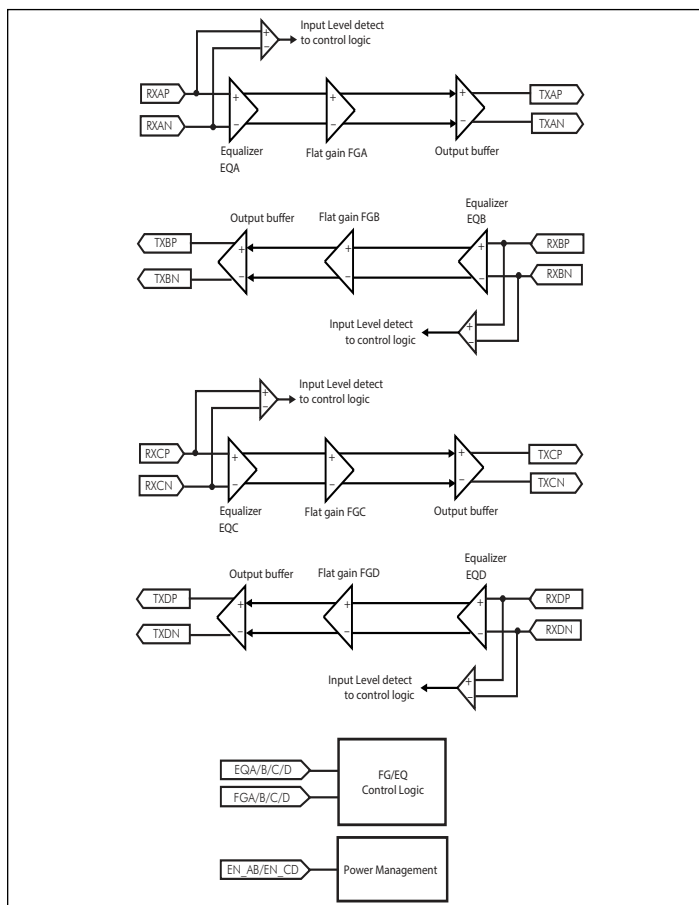 Input Level detect
to control logic
RXAP
RXAN
+
−
+
−
+
+
−
−
TXAP
TXAN
Equalizer
EQA
Flat gain FGA
Output buffer
Output buffer
Flat gain FGB
Equalizer
EQB
TXBP
TXBN
+
−
+
−
+
−
RXBP
RXBN
Input Level detect
to control logic
+
−
Input Level detect
to control logic
+
−
RXCP
RXCN
+
−
+
−
+
−
TXCP
TXCN
Equalizer
EQC
Flat gain FGC
Output buffer
Output buffer
Flat gain FGD
Equalizer
EQD
TXDP
TXDN
+
−
+
−
+
−
RXDP
RXDN
Input Level detect
to control logic
+
−
EQA/B/C/D
FGA/B/C/D
FG/EQ
Control Logic
EN_AB/EN_CD
Power Management